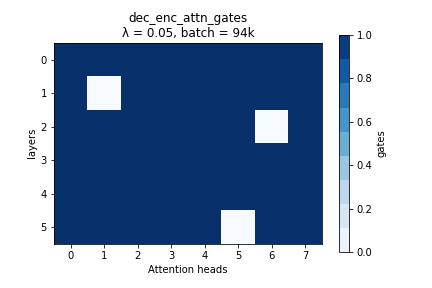 dec_enc_attn_gates
λ = 0.05, batch = 94k
0
1
2
3
4
5
layers
0 1 2 3 4 5 6 7
Attention heads
1.0
0.8
0.6
0.4
0.2
0.0
gates